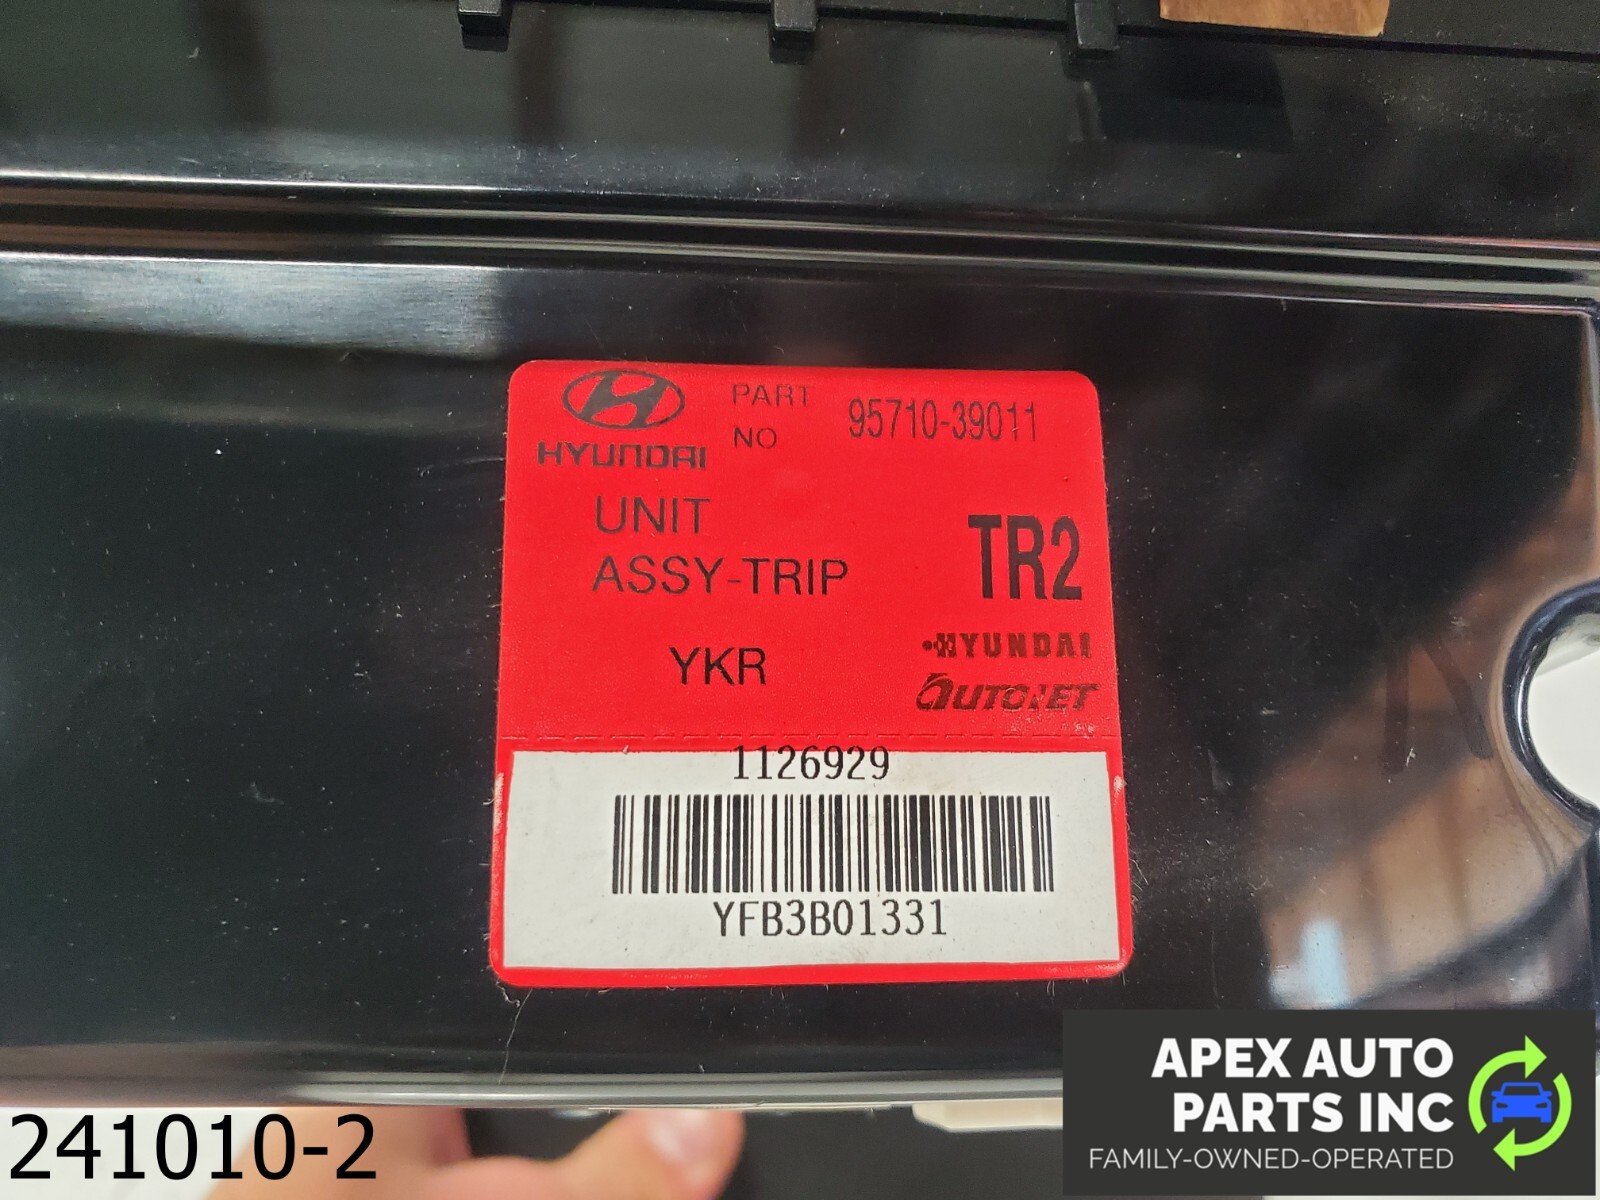 HYUNDAI
PART NO 95710-39011
UNIT
ASSY-TRIP
TR2
YKR
HYUNDAI
AUTONET
1126929
YFB3B01331
241010-2
APEX AUTO
PARTS INC
FAMILY-OWNED-OPERATED